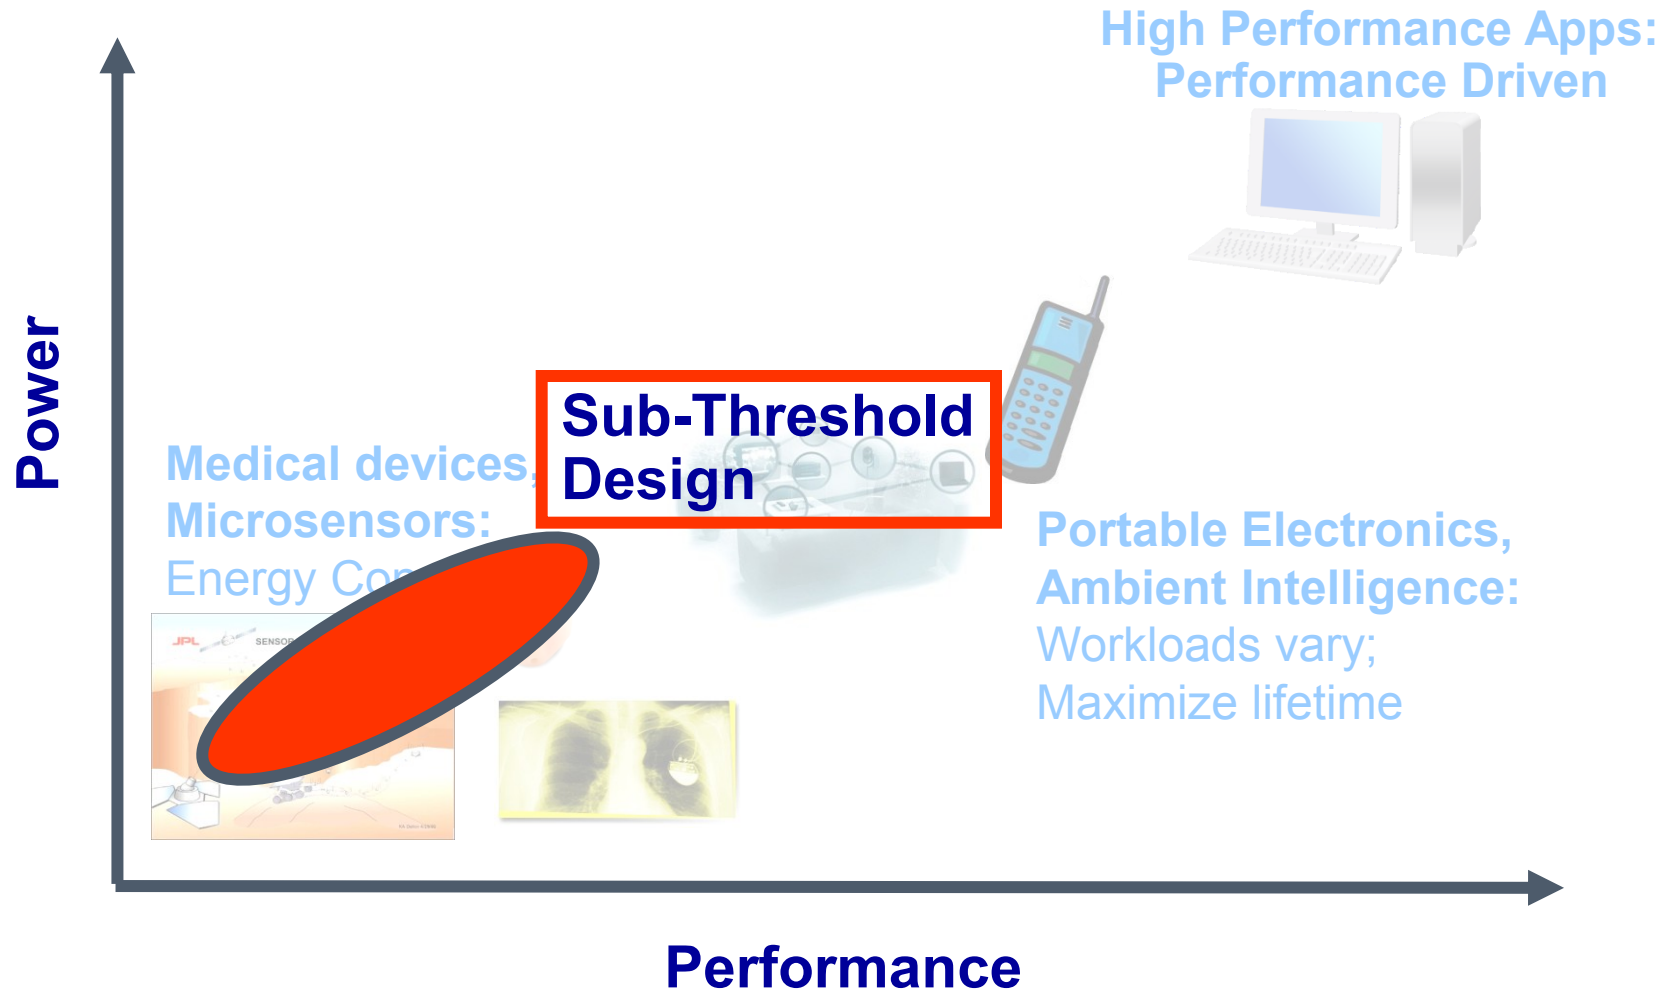 High Performance Apps:
Performance Driven
Power
Sub-Threshold
Design
Medical devices,
Microsensors:
Energy
Portable Electronics,
Ambient Intelligence:
Workloads vary;
Maximize lifetime
JPL
Performance